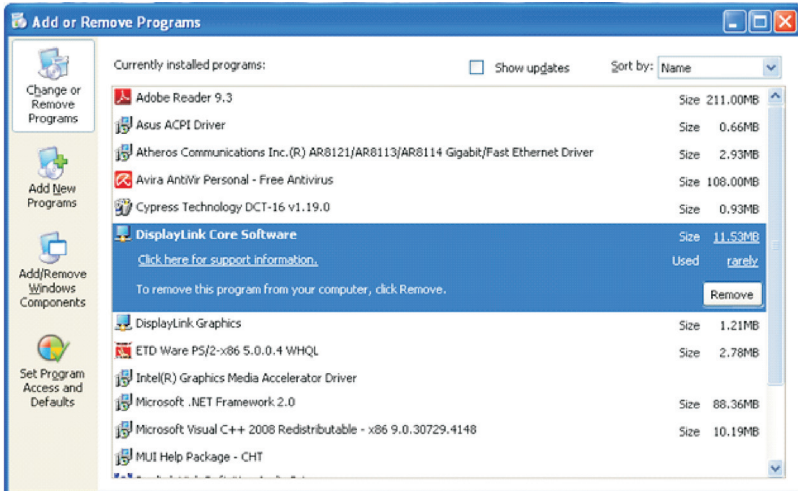 Add or Remove Programs
Change or
Remove
Programs
Add New
Programs
Add/Remove
Windows
Components
Set Program
Access and
Defaults
Currently installed programs:
Show updates
Sort by: Name
Adobe Reader 9.3 Size 211.00MB
Asus ACPI Driver Size 0.66MB
Atheros Communications Inc.(R) AR8121/AR8113/AR8114 Gigabit/Fast Ethernet Driver Size 2.93MB
Avira AntiVir Personal - Free Antivirus Size 108.00MB
Cypress Technology DCT-16 v1.19.0 Size 0.93MB
DisplayLink Core Software Size 11.53MB
Click here for support information. Used rarely
To remove this program from your computer, click Remove. Remove
DisplayLink Graphics Size 1.21MB
ETD Ware PS/2-x86 5.0.0.4 WHQL Size 2.78MB
Intel(R) Graphics Media Accelerator Driver
Microsoft .NET Framework 2.0 Size 88.36MB
Microsoft Visual C++ 2008 Redistributable - x86 9.0.30729.4148 Size 10.19MB
MUI Help Package - CHT